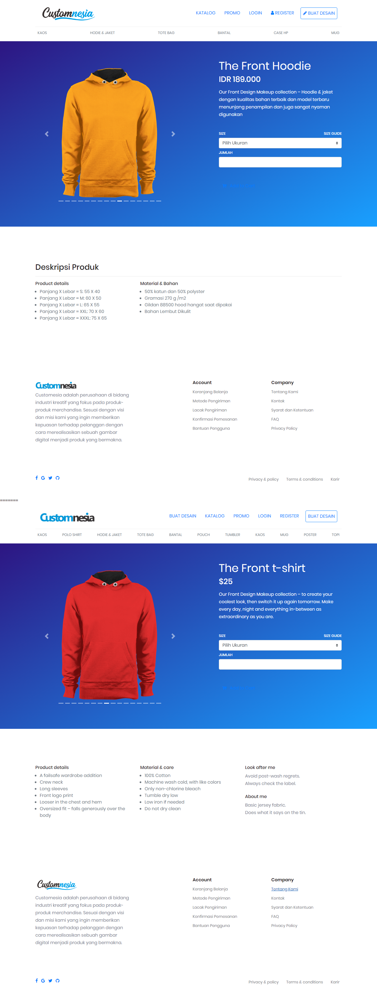 Customnesia
KATALOG PROMO LOGIN REGISTER BUAT DESAIN
KAOS HODIE & JAKET TOTE BAG BANTAL CASE HP MUG
The Front Hoodie
IDR 189.000
Our Front Design Makeup collection – Hoodie & jaket
dengan kualitas bahan terbaik dan model terbaru
menunjang penampilan dan juga sangat nyaman
digunakan
SIZE SIZE GUIDE
Pilih Ukuran
JUMLAH
Deskripsi Produk
Product details
Panjang X Lebar = S: 55 X 40
Panjang X Lebar = M: 60 X 50
Panjang X Lebar = L: 65 X 55
Panjang X Lebar = XXL: 70 X 60
Panjang X Lebar = XXXL: 75 X 65
Material & Bahan
50% katun dan 50% polyster
Gramasi 270 g /m2
Gildan 88500 hood hangat saat dipakai
Bahan Lembut Dikulit
Customnesia
Customesia adalah perusahaan di bidang
industri kreatif yang fokus pada produk-
produk merchandise. Sesuai dengan visi
dan misi kami yang ingin memberikan
kepuasan terhadap pelanggan dengan
cara merealisasikan sebuah gambar
digital menjadi produk yang bermakna.
Account
Keranjang Belanja
Metode Pengiriman
Lacak Pengiriman
Konfirmasi Pemesanan
Bantuan Pengguna
Company
Tentang Kami
Kontak
Syarat dan Ketentuan
FAQ
Privacy Policy
Privacy & policy Terms & conditions Karir
=======
Customnesia
BUAT DESAIN KATALOG PROMO LOGIN REGISTER BUAT DESAIN
KAOS POLO SHIRT HODIE & JAKET TOTE BAG BANTAL POUCH TUMBLER KAOS MUG POSTER TOPI
The Front t-shirt
$25
Our Front Design Makeup collection – to create your
coolest look, then switch it up again tomorrow. Make
every day, night and everything in-between as
extraordinary as you are.
SIZE SIZE GUIDE
Pilih Ukuran
JUMLAH
Product details
A failsafe wardrobe addition
Crew neck
Long sleeves
Front logo print
Looser in the chest and hem
Oversized fit – falls generously over the
body
Material & care
100% Cotton
Machine wash cold, with like colors
Only non-chlorine bleach
Tumble dry low
Low iron if needed
Do not dry clean
Look after me
Avoid post-wash regrets.
Always check the label.
About me
Basic jersey fabric.
Does what it says on the tin.
Customnesia
Customesia adalah perusahaan di bidang
industri kreatif yang fokus pada produk-
produk merchandise. Sesuai dengan visi
dan misi kami yang ingin memberikan
kepuasan terhadap pelanggan dengan
cara merealisasikan sebuah gambar
digital menjadi produk yang bermakna.
Account
Keranjang Belanja
Metode Pengiriman
Lacak Pengiriman
Konfirmasi Pemesanan
Bantuan Pengguna
Company
Tentang Kami
Kontak
Syarat dan Ketentuan
FAQ
Privacy Policy
Privacy & policy Terms & conditions Karir